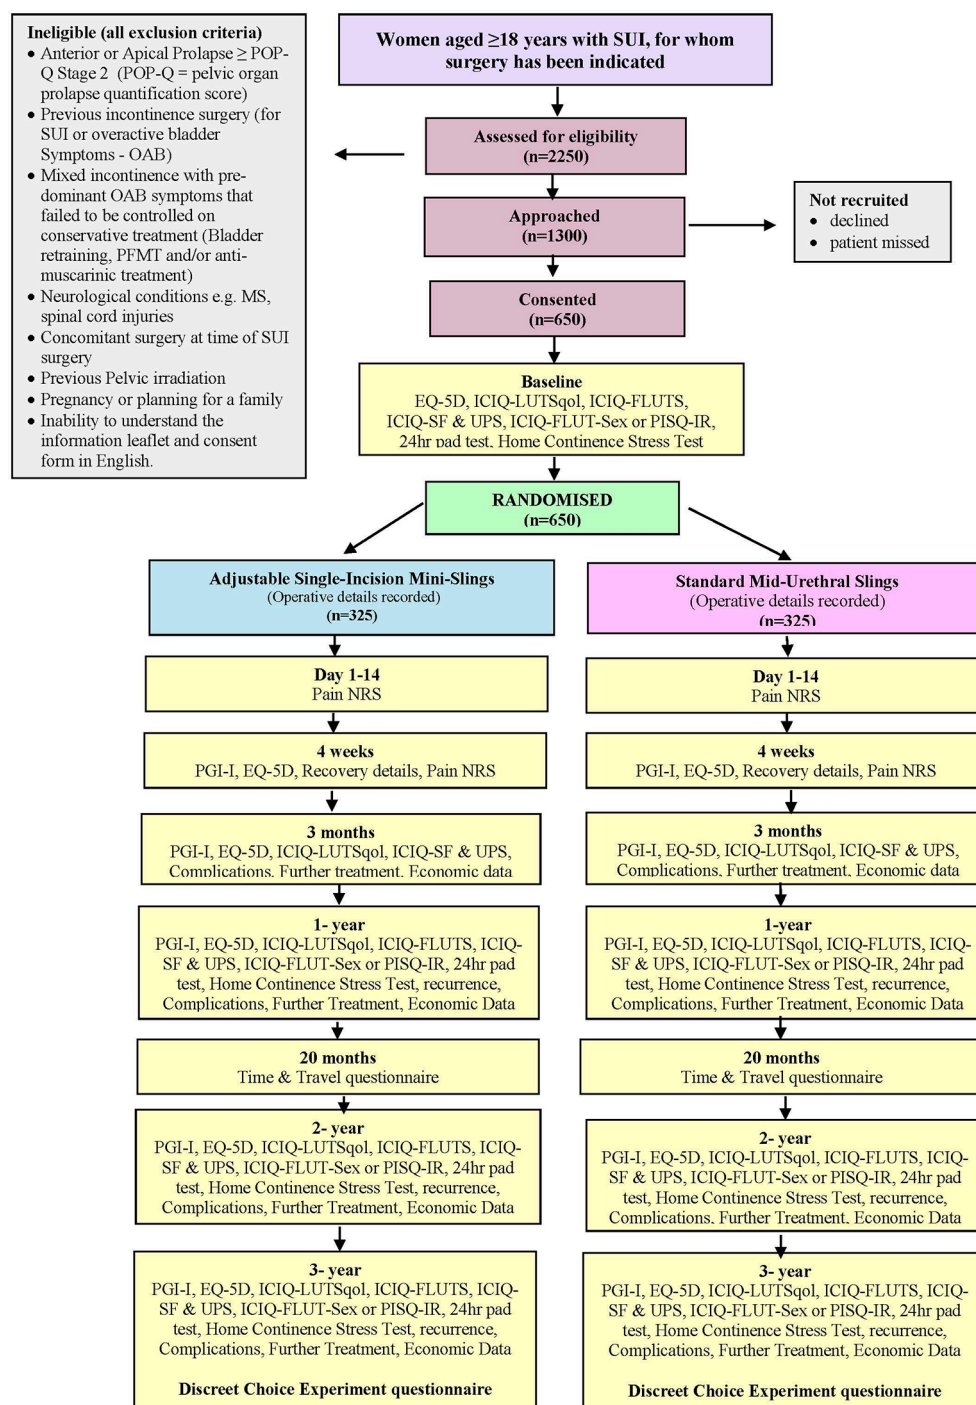 Women aged ≥18 years with SUI, for whom
surgery has been indicated
Ineligible (all exclusion criteria)
• Anterior or Apical Prolapse ≥ POP-
Q Stage 2 (POP-Q = pelvic organ
prolapse quantification score)
• Previous incontinence surgery (for
SUI or overactive bladder
Symptoms - OAB)
• Mixed incontinence with pre-
dominant OAB symptoms that
failed to be controlled on
conservative treatment (Bladder
retraining, PFMT and/or anti-
muscarinic treatment)
• Neurological conditions e.g. MS,
spinal cord injuries
• Concomitant surgery at time of SUI
surgery
• Previous Pelvic irradiation
• Pregnancy or planning for a family
• Inability to understand the
information leaflet and consent
form in English.
Assessed for eligibility
(n=2250)
Approached
(n=1300)
Not recruited
• declined
• patient missed
Consented
(n=650)
Baseline
EQ-5D, ICIQ-LUTSqol, ICIQ-FLUTS,
ICIQ-SF & UPS, ICIQ-FLUT-Sex or PISQ-IR,
24hr pad test, Home Continence Stress Test
RANDOMISED
(n=650)
Adjustable Single-Incision Mini-Slings
(Operative details recorded)
(n=325)
Day 1-14
Pain NRS
4 weeks
PGI-I, EQ-5D, Recovery details, Pain NRS
3 months
PGI-I, EQ-5D, ICIQ-LUTSqol, ICIQ-SF & UPS,
Complications, Further treatment, Economic data
1- year
PGI-I, EQ-5D, ICIQ-LUTSqol, ICIQ-FLUTS, ICIQ-
SF & UPS, ICIQ-FLUT-Sex or PISQ-IR, 24hr pad
test, Home Continence Stress Test, recurrence,
Complications, Further Treatment, Economic Data
20 months
Time & Travel questionnaire
2- year
PGI-I, EQ-5D, ICIQ-LUTSqol, ICIQ-FLUTS, ICIQ-
SF & UPS, ICIQ-FLUT-Sex or PISQ-IR, 24hr pad
test, Home Continence Stress Test, recurrence,
Complications, Further Treatment, Economic Data
3- year
PGI-I, EQ-5D, ICIQ-LUTSqol, ICIQ-FLUTS, ICIQ-
SF & UPS, ICIQ-FLUT-Sex or PISQ-IR, 24hr pad
test, Home Continence Stress Test, recurrence,
Complications, Further Treatment, Economic Data
Discreet Choice Experiment questionnaire
Standard Mid-Urethral Slings
(Operative details recorded)
(n=325)
Day 1-14
Pain NRS
4 weeks
PGI-I, EQ-5D, Recovery details, Pain NRS
3 months
PGI-I, EQ-5D, ICIQ-LUTSqol, ICIQ-SF & UPS,
Complications, Further treatment, Economic data
1-year
PGI-I, EQ-5D, ICIQ-LUTSqol, ICIQ-FLUTS, ICIQ-
SF & UPS, ICIQ-FLUT-Sex or PISQ-IR, 24hr pad
test, Home Continence Stress Test, recurrence,
Complications, Further Treatment, Economic Data
20 months
Time & Travel questionnaire
2- year
PGI-I, EQ-5D, ICIQ-LUTSqol, ICIQ-FLUTS, ICIQ-
SF & UPS, ICIQ-FLUT-Sex or PISQ-IR, 24hr pad
test, Home Continence Stress Test, recurrence,
Complications, Further Treatment, Economic Data
3- year
PGI-I, EQ-5D, ICIQ-LUTSqol, ICIQ-FLUTS, ICIQ-
SF & UPS, ICIQ-FLUT-Sex or PISQ-IR, 24hr pad
test, Home Continence Stress Test, recurrence,
Complications, Further Treatment, Economic Data
Discreet Choice Experiment questionnaire